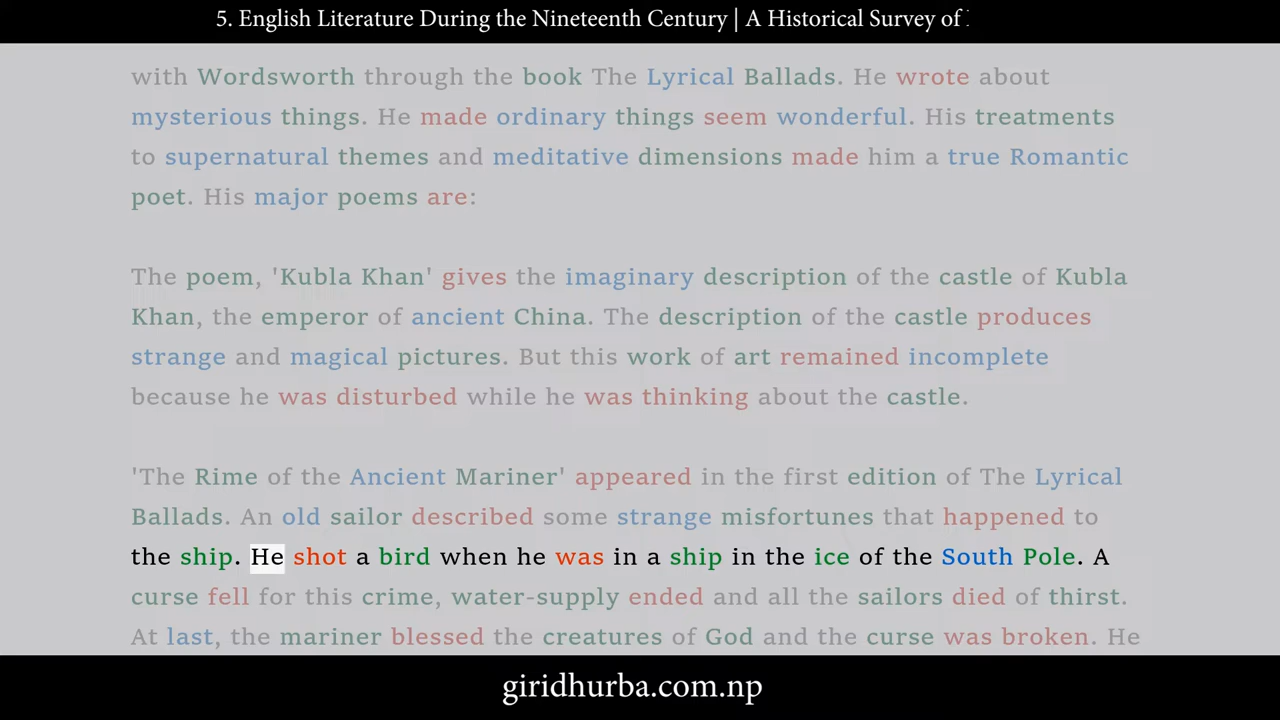 5. English Literature During the Nineteenth Century | A Historical Survey of
with Wordsworth through the book The Lyrical Ballads. He wrote about
mysterious things. He made ordinary things seem wonderful. His treatments
to supernatural themes and meditative dimensions made him a true Romantic
poet. His major poems are:
The poem, 'Kubla Khan' gives the imaginary description of the castle of Kubla
Khan, the emperor of ancient China. The description of the castle produces
strange and magical pictures. But this work of art remained incomplete
because he was disturbed while he was thinking about the castle.
'The Rime of the Ancient Mariner' appeared in the first edition of The Lyrical
Ballads. An old sailor described some strange misfortunes that happened to
the ship. He shot a bird when he was in a ship in the ice of the South Pole. A
curse fell for this crime, water-supply ended and all the sailors died of thirst.
At last, the mariner blessed the creatures of God and the curse was broken. He
giridhurba.com.np